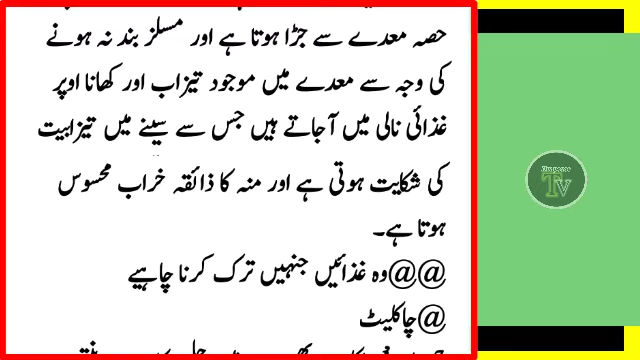 حصہ معدے سے جڑا ہوتا ہے اور مسلز بند نہ ہونے
کی وجہ سے معدے میں موجود تیزاب اور کھانا اوپر
غذائی نالی میں آجاتے ہیں جس سے سینے میں تیزابیت
کی شکایت ہوتی ہے اور منہ کا ذائقہ خراب محسوس
ہوتا ہے۔
@@وہ غذائیں جنہیں ترک کرنا چاہیے
@چاکلیٹ
Tv